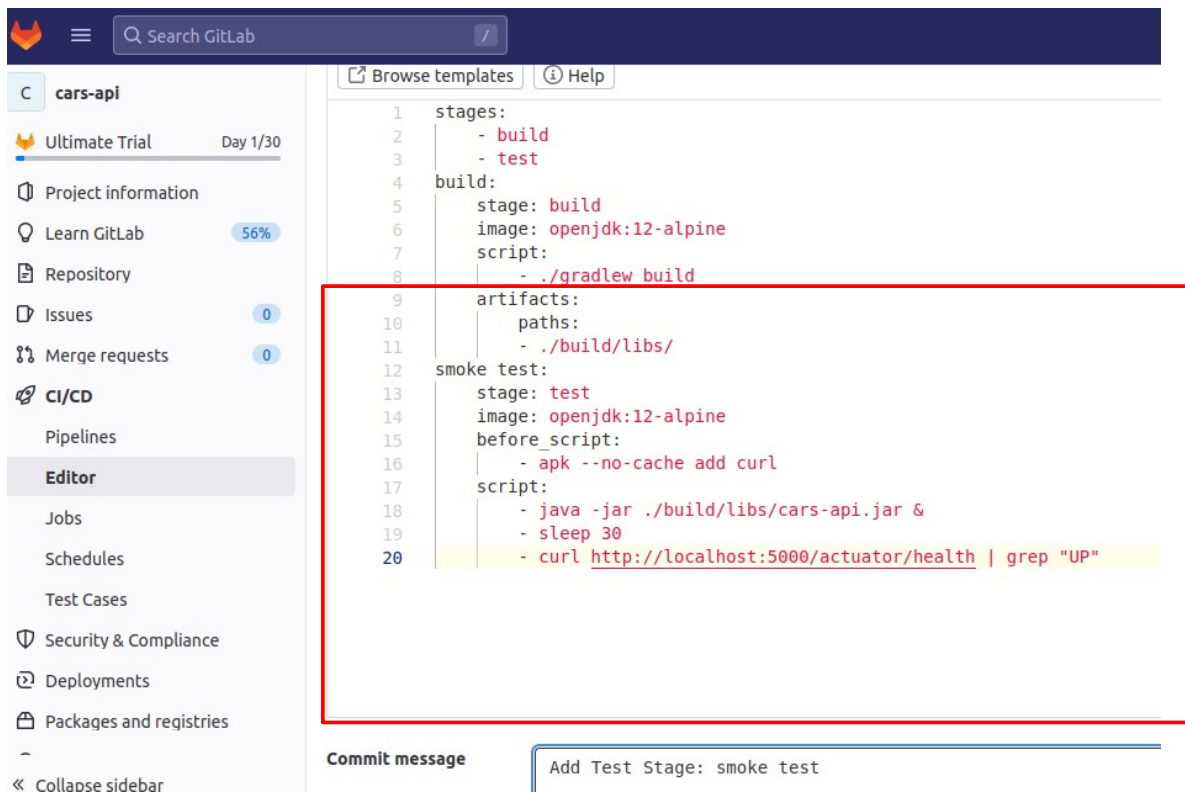 Search GitLab /
C cars-api
Ultimate Trial Day 1/30
Project information
Learn GitLab 56%
Repository
Issues 0
Merge requests 0
CI/CD
Pipelines
Editor
Jobs
Schedules
Test Cases
Security & Compliance
Deployments
Packages and registries
« Collapse sidebar
Browse templates Help
1 stages:
2 - build
3 - test
4 build:
5 stage: build
6 image: openjdk:12-alpine
7 script:
8 - ./gradlew build
9 artifacts:
10 paths:
11 - ./build/libs/
12 smoke test:
13 stage: test
14 image: openjdk:12-alpine
15 before_script:
16 - apk --no-cache add curl
17 script:
18 - java -jar ./build/libs/cars-api.jar &
19 - sleep 30
20 - curl http://localhost:5000/actuator/health | grep "UP"
Commit message
Add Test Stage: smoke test